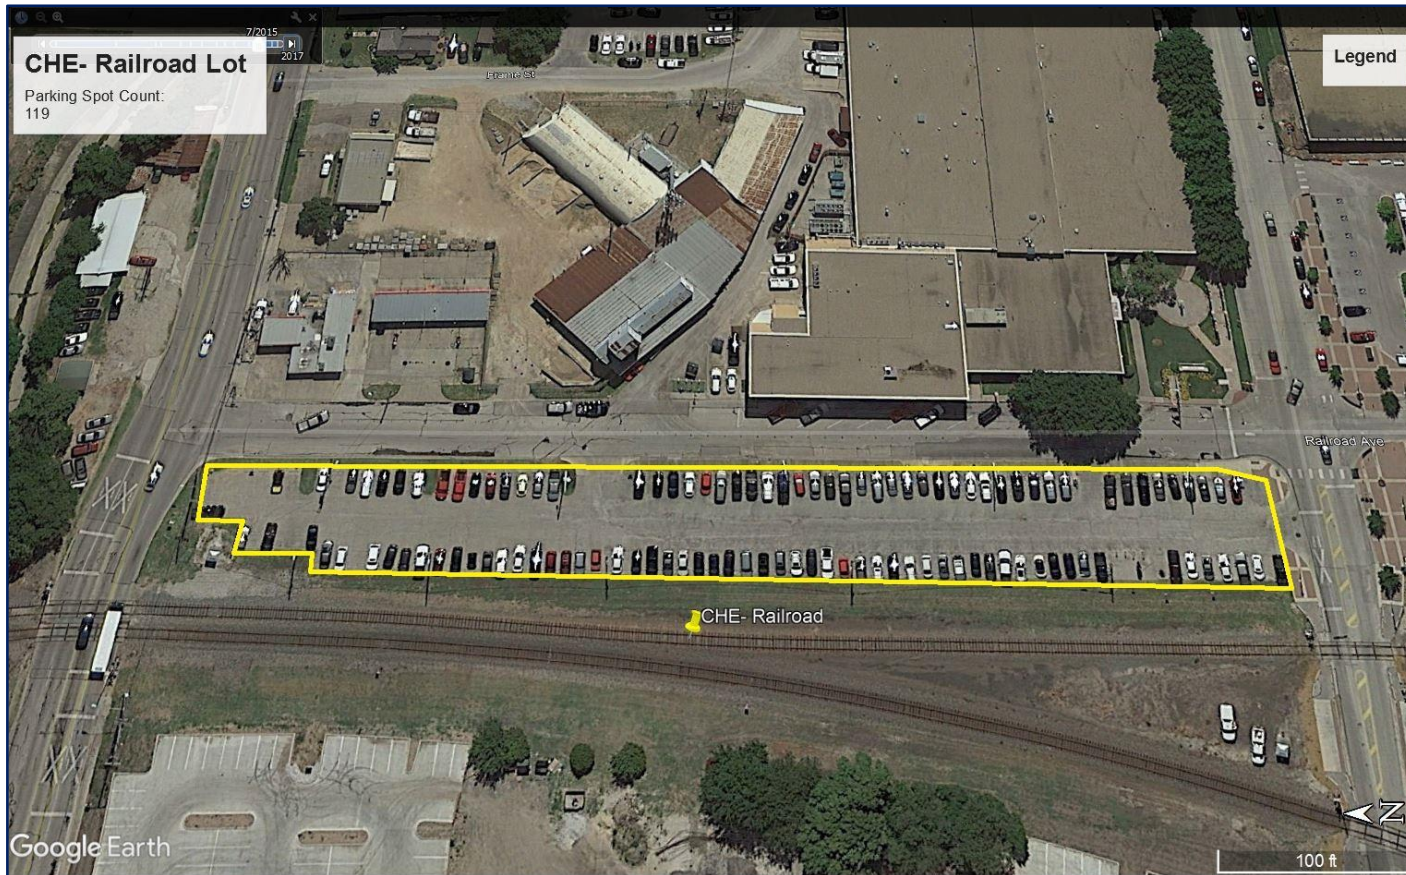 7/2015
2017
CHE- Railroad Lot
Parking Spot Count:
119
Legend
Frame St
Railroad Ave
CHE- Railroad
N
Google Earth
100 ft